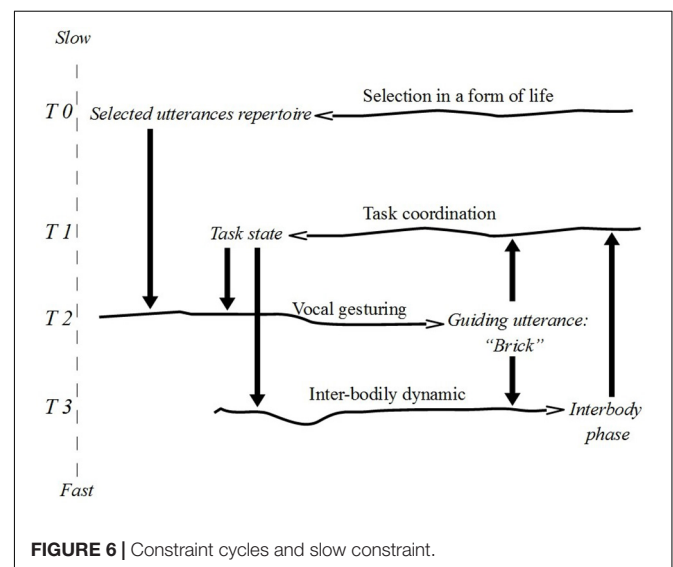 Slow
Selection in a form of life
T 0 Selected utterances repertoire
Task coordination
T 1 Task state
Vocal gesturing
T 2 Guiding utterance:
“Brick”
Inter-bodily dynamic
T 3 Interbody
phase
Fast
FIGURE 6 | Constraint cycles and slow constraint.